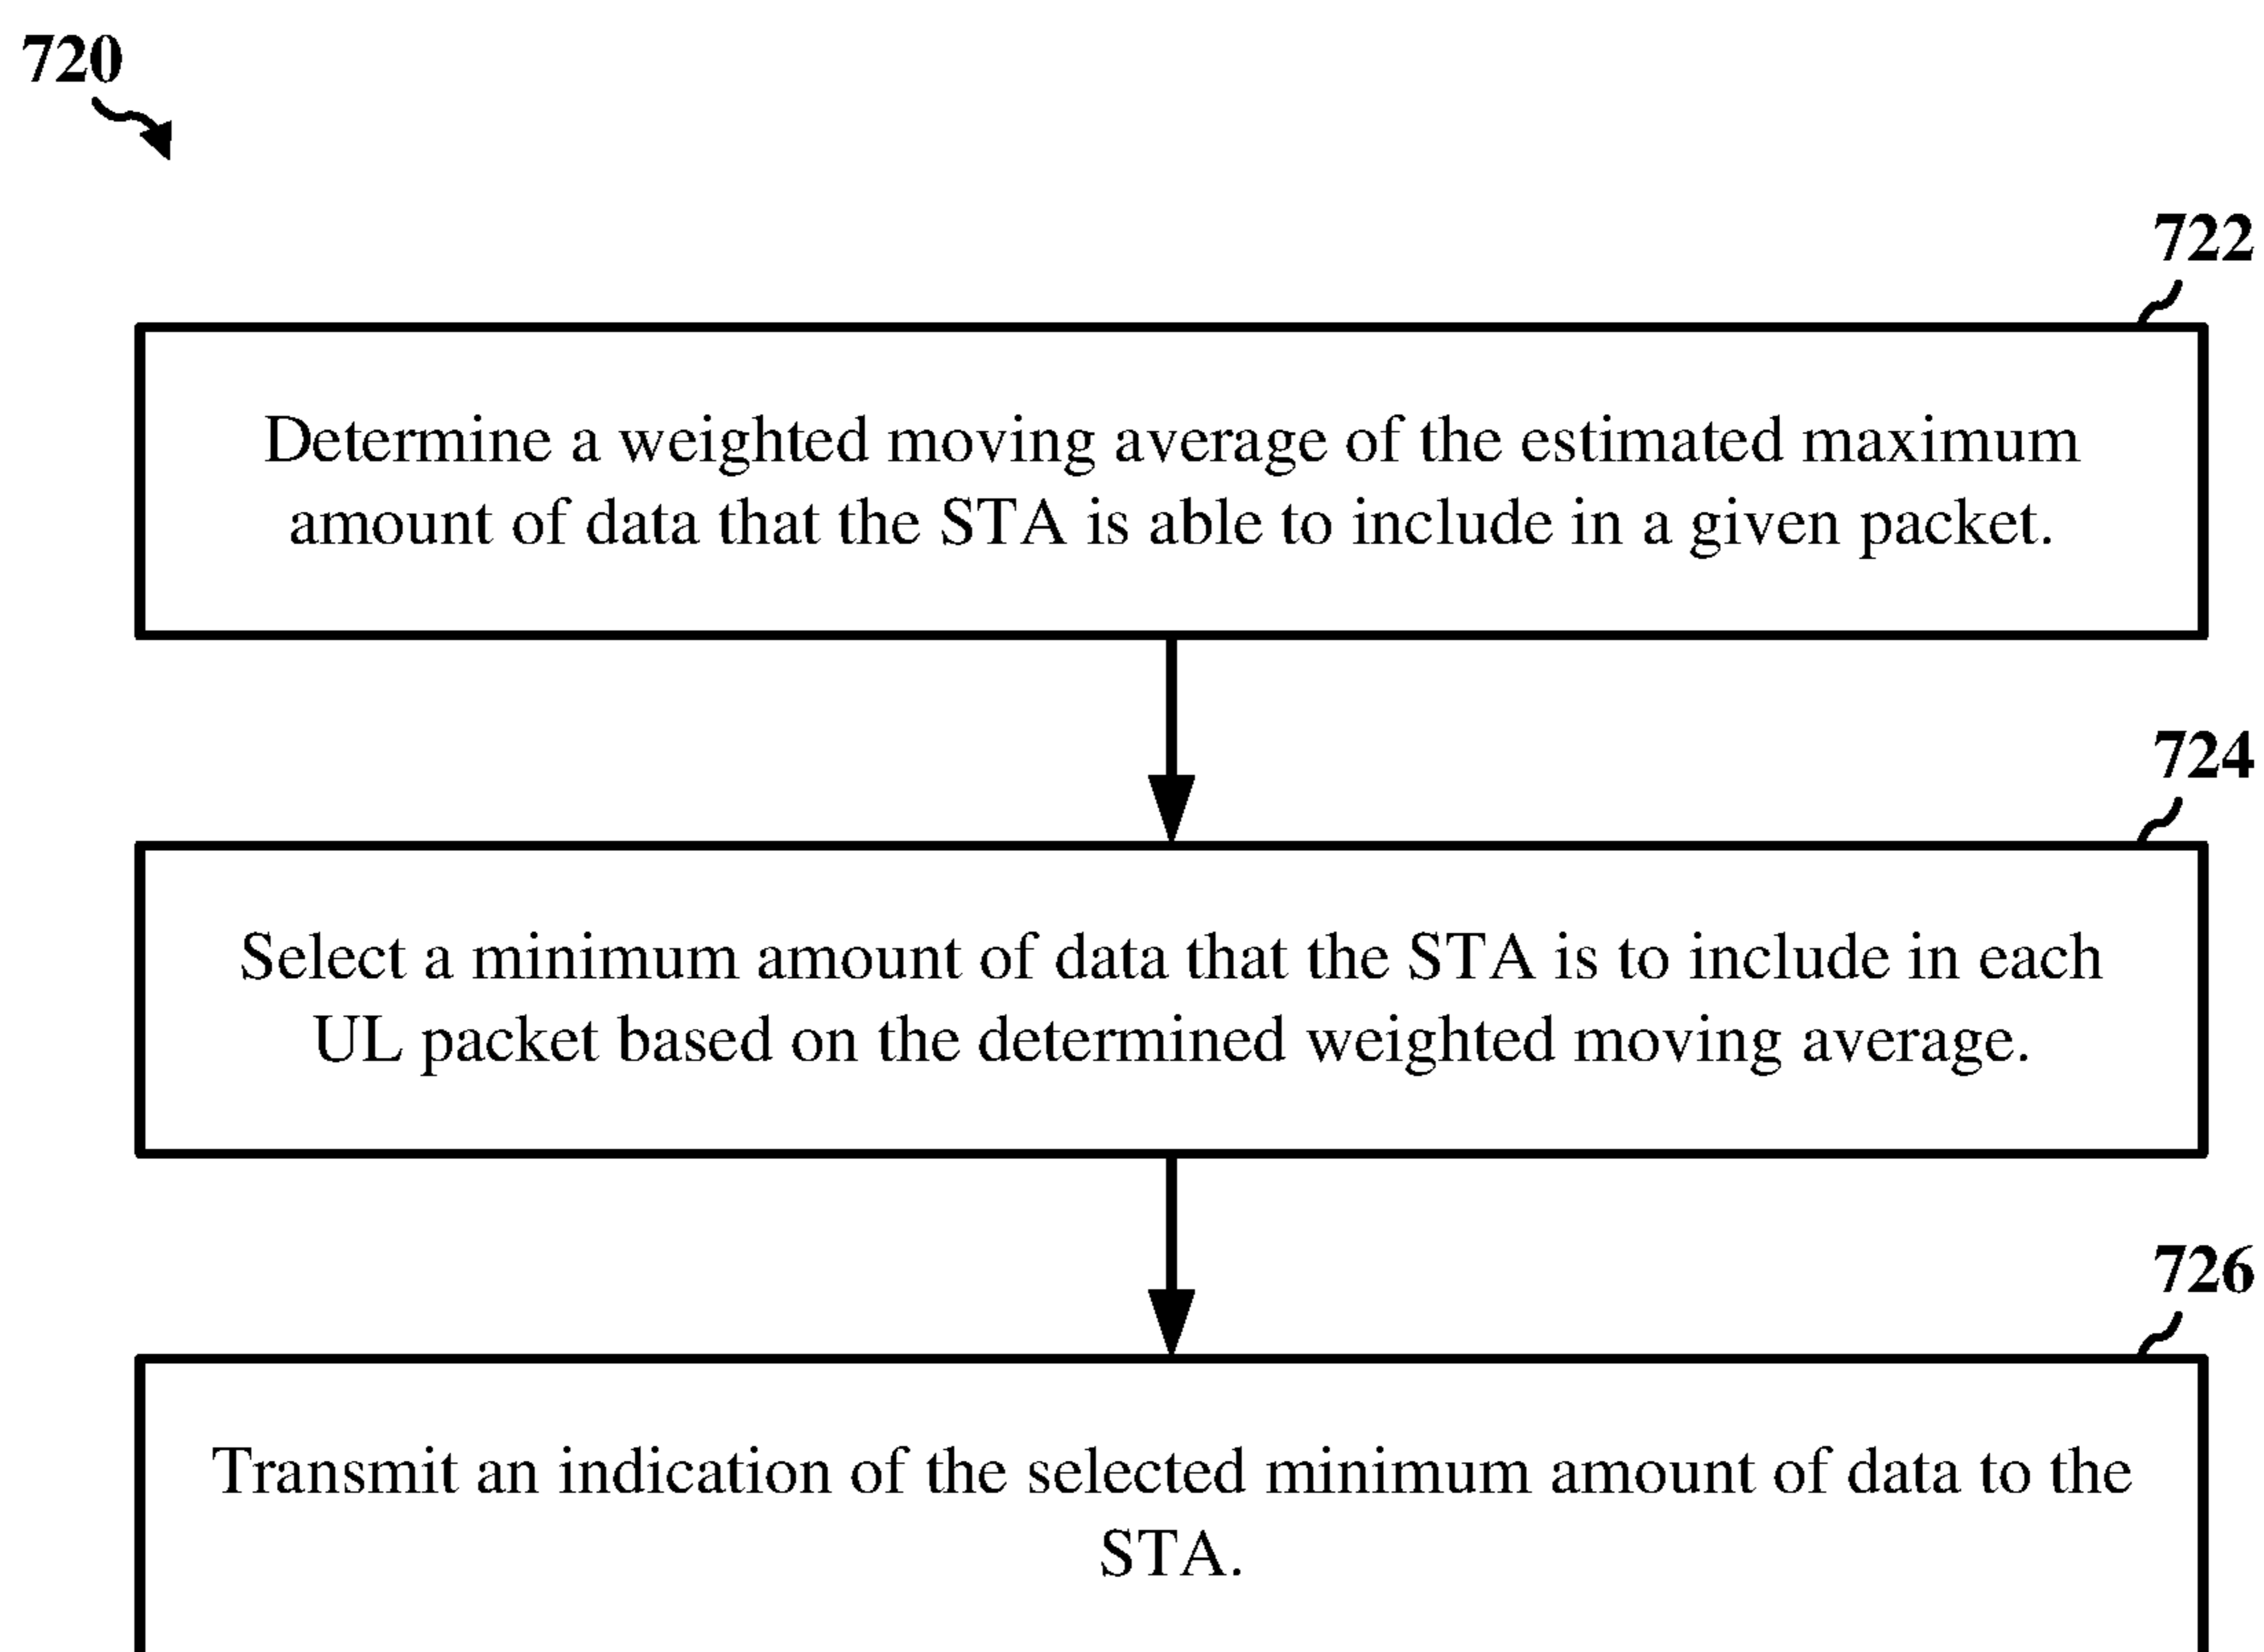 720
722
Determine a weighted moving average of the estimated maximum
amount of data that the STA is able to include in a given packet.
724
Select a minimum amount of data that the STA is to include in each
UL packet based on the determined weighted moving average.
726
Transmit an indication of the selected minimum amount of data to the
STA.